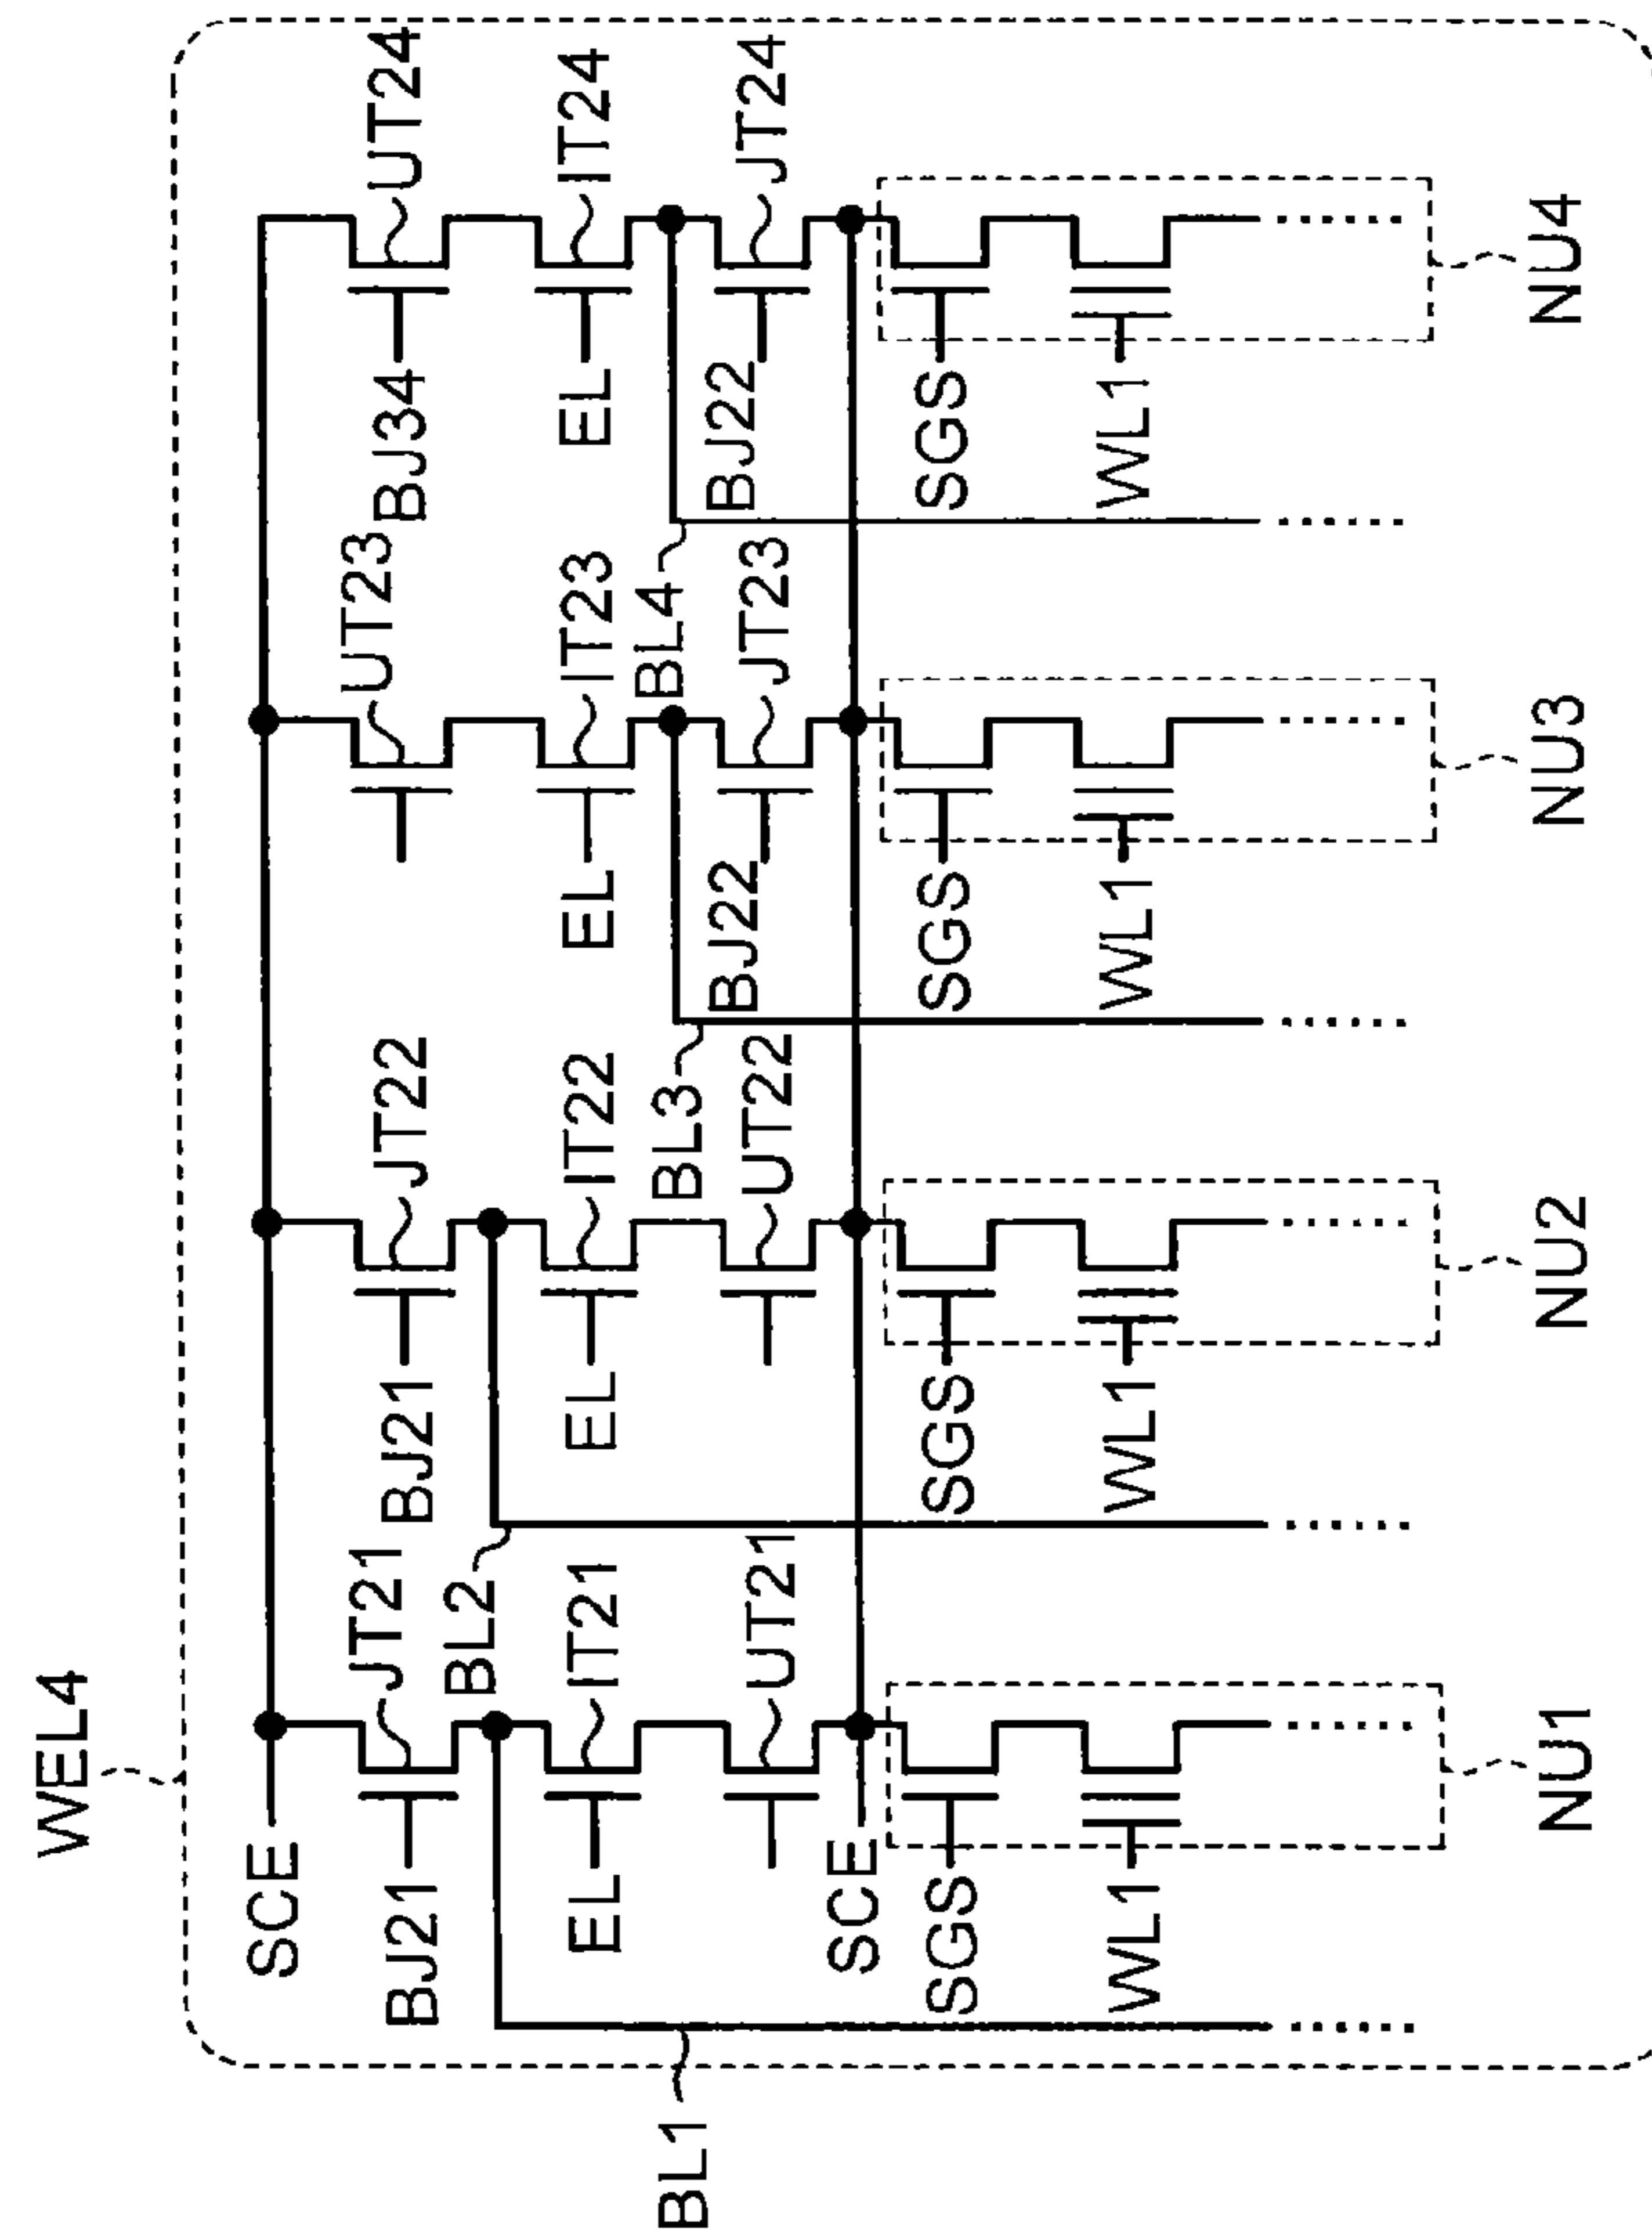 WEL4
SCE
JT21
JT22
UT23
UT24
BJ21
BJ21
BJ34
BL2
EL
IT21
EL
IT22
EL
IT23
EL
IT24
BL1
BL3
BL4
UT21
UT22
BJ22
JT23
BJ22
JT24
SCE
SGS
SGS
SGS
SGS
WL1
WL1
WL1
WL1
NU1
NU2
NU3
NU4